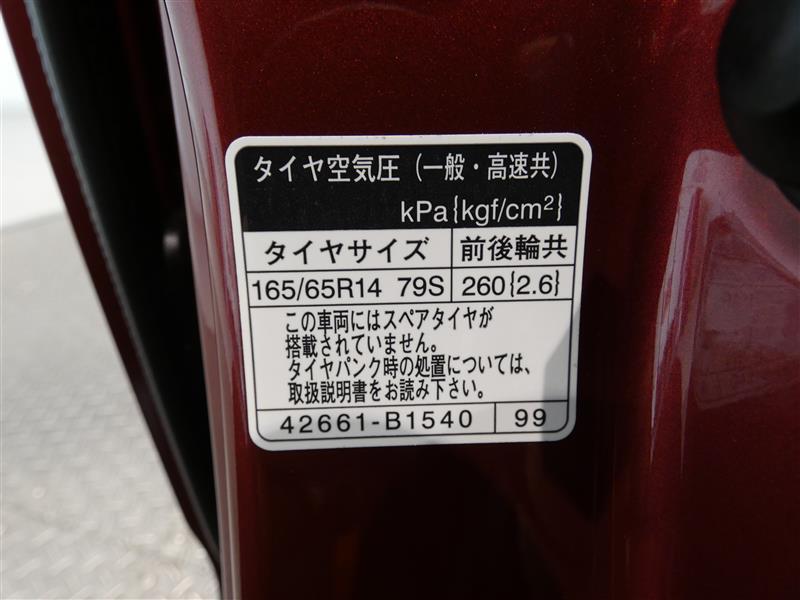 タイヤ空気圧（一般・高速共）
kPa{kgf/cm²}
タイヤサイズ 前後輪共
165/65R14 79S 260{2.6}
この車両にはスペアタイヤが
搭載されていません。
タイヤパンク時の処置については、
取扱説明書をお読み下さい。
42661-B1540 99